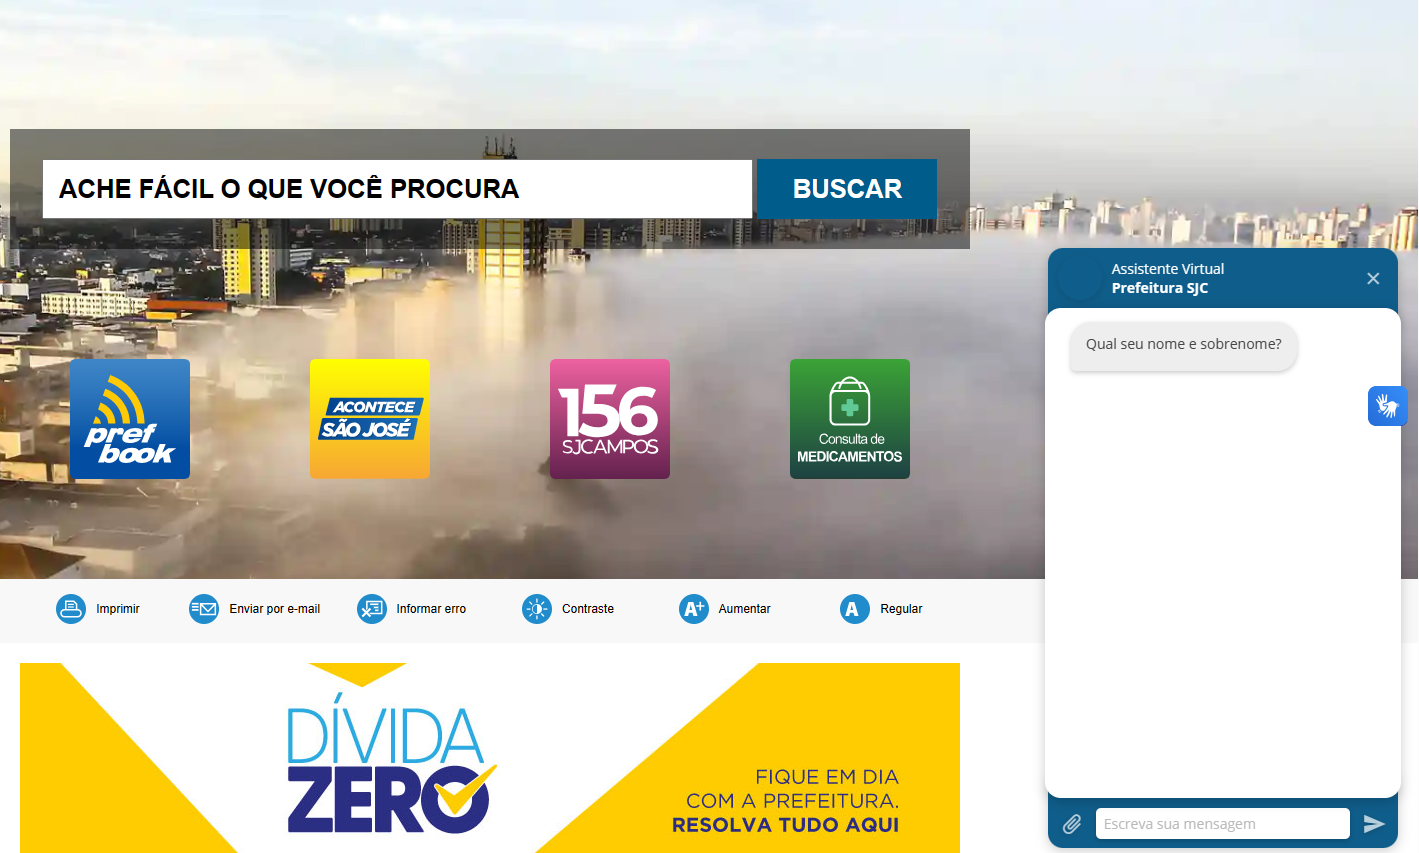 ACHE FÁCIL O QUE VOCÊ PROCURA
BUSCAR
pref
book
ACONTECE
SÃO JOSÉ
156
SJCAMPOS
Consulta de
MEDICAMENTOS
Imprimir
Enviar por e-mail
Informar erro
Contraste
A+
Aumentar
A
Regular
DÍVIDA
ZERO
FIQUE EM DIA
COM A PREFEITURA.
RESOLVA TUDO AQUI
Assistente Virtual
Prefeitura SJC
Qual seu nome e sobrenome?
Escreva sua mensagem